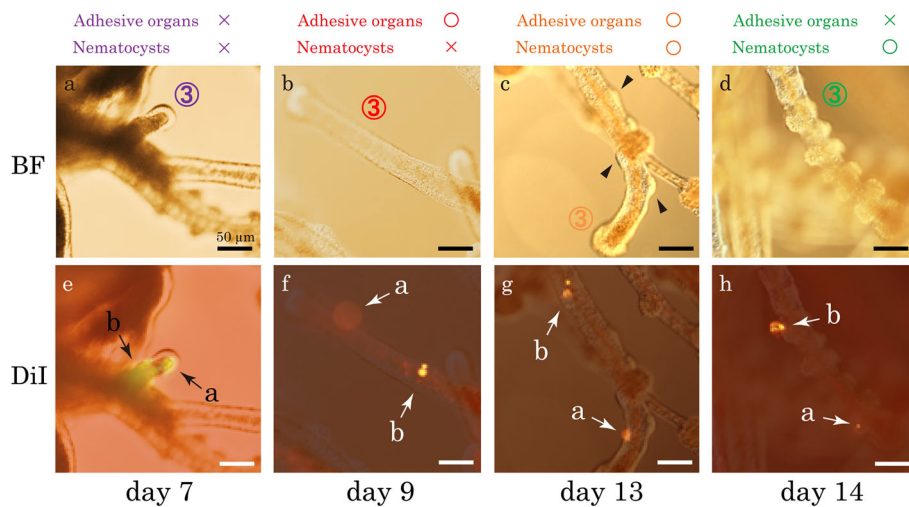 Adhesive organs ×
Nematocysts ×
Adhesive organs ○
Nematocysts ×
Adhesive organs ○
Nematocysts ○
Adhesive organs ×
Nematocysts ○
BF
a
③
50 μm
b
③
c
③
d
③
DiI
e
b
a
f
a
b
g
b
a
h
b
a
day 7
day 9
day 13
day 14